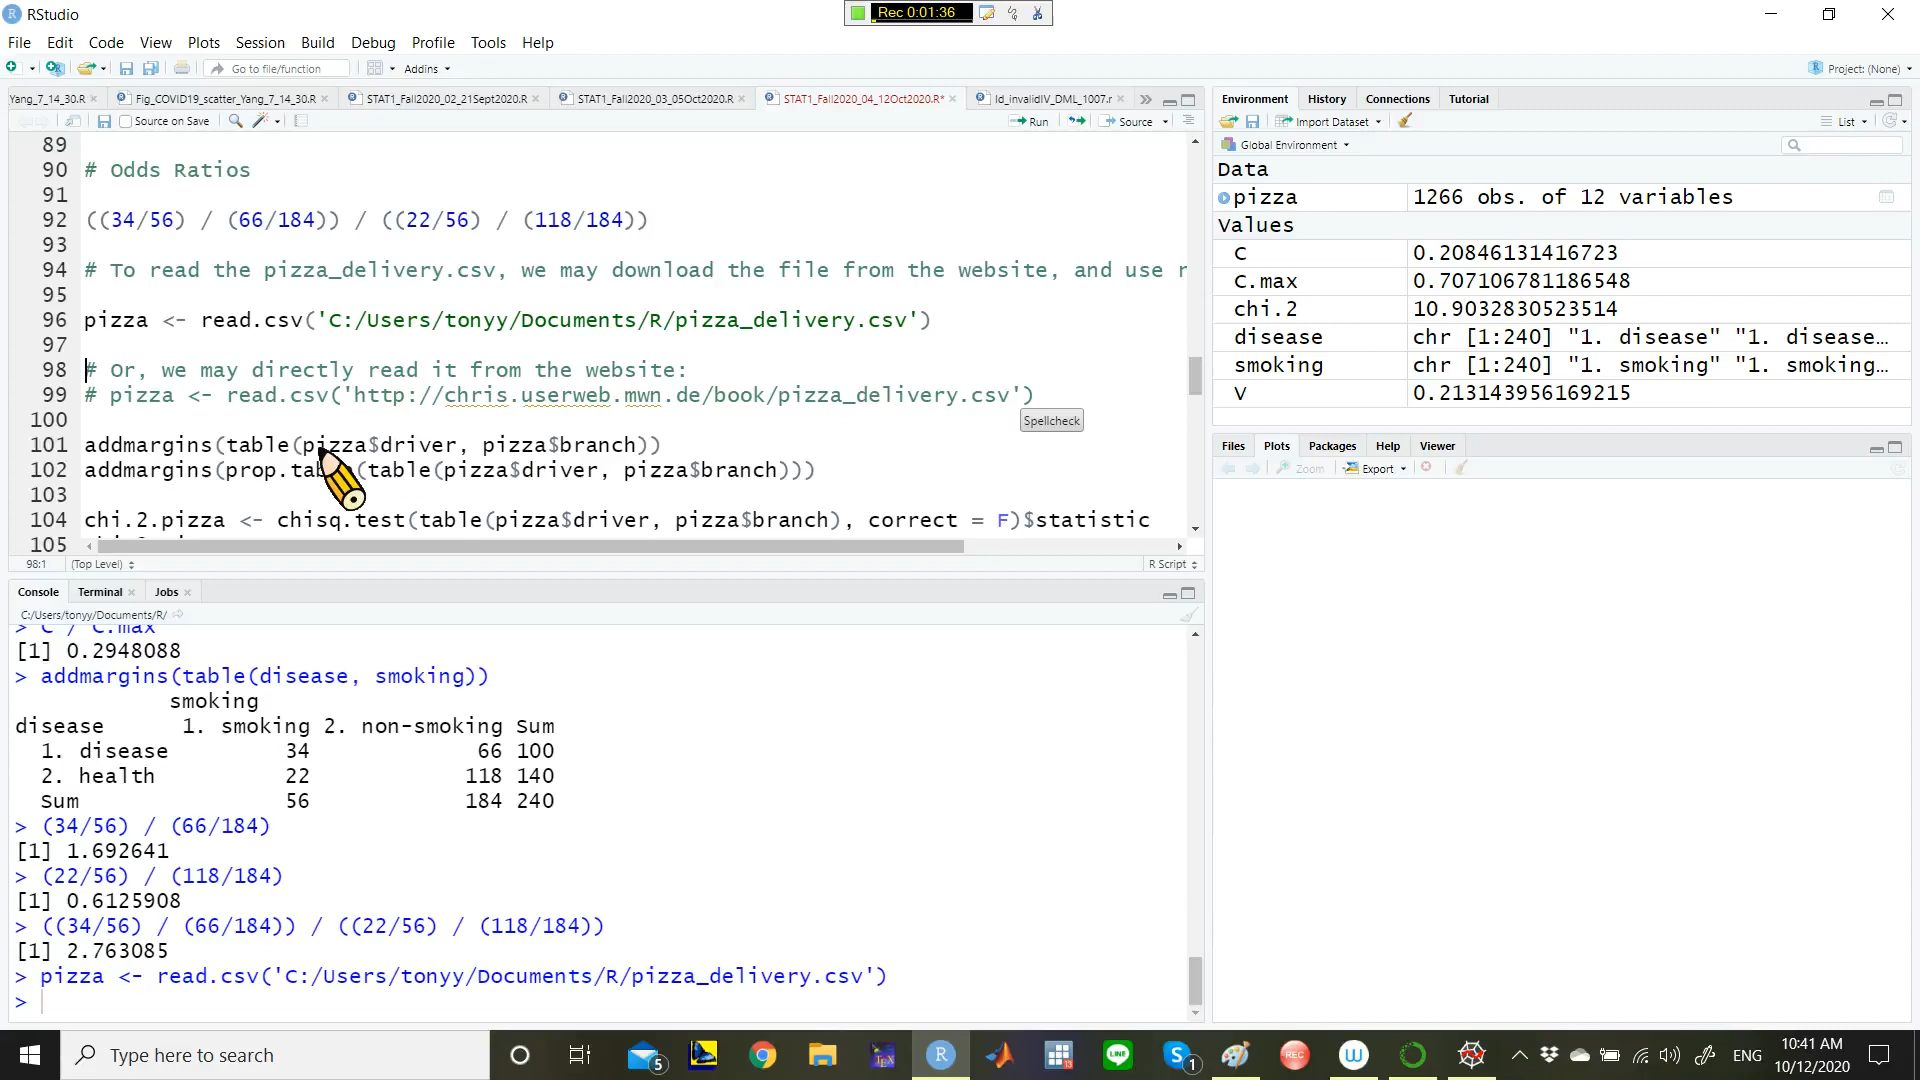 RStudio
Rec 0:01:36
File Edit Code View Plots Session Build Debug Profile Tools Help
Go to file/function
Addins
Project: (None)
Yang_7_14_30.R
Fig_COVID19_scatter_Yang_7_14_30.R
STAT1_Fall2020_02_21Sept2020.R
STAT1_Fall2020_03_05Oct2020.R
STAT1_Fall2020_04_12Oct2020.R*
Id_invalidIV_DML_1007.r
Source on Save
Run
Source
89
90 # Odds Ratios
91
92 ((34/56) / (66/184)) / ((22/56) / (118/184))
93
94 # To read the pizza_delivery.csv, we may download the file from the website, and use r
95
96 pizza <- read.csv('C:/Users/tonyy/Documents/R/pizza_delivery.csv')
97
98 # Or, we may directly read it from the website:
99 # pizza <- read.csv('http://chris.userweb.mwn.de/book/pizza_delivery.csv')
Spellcheck
100
101 addmargins(table(pizza$driver, pizza$branch))
102 addmargins(prop.ta (table(pizza$driver, pizza$branch)))
103
104 chi.2.pizza <- chisq.test(table(pizza$driver, pizza$branch), correct = F)$statistic
105
98:1 (Top Level) R Script
Console Terminal Jobs
C:/Users/tonyy/Documents/R/
> C / C.max
[1] 0.2948088
> addmargins(table(disease, smoking))
smoking
disease 1. smoking 2. non-smoking Sum
1. disease 34 66 100
2. health 22 118 140
Sum 56 184 240
> (34/56) / (66/184)
[1] 1.692641
> (22/56) / (118/184)
[1] 0.6125908
> ((34/56) / (66/184)) / ((22/56) / (118/184))
[1] 2.763085
> pizza <- read.csv('C:/Users/tonyy/Documents/R/pizza_delivery.csv')
>
Environment History Connections Tutorial
Import Dataset
List
Global Environment
Data
pizza 1266 obs. of 12 variables
Values
C 0.20846131416723
C.max 0.707106781186548
chi.2 10.9032830523514
disease chr [1:240] "1. disease" "1. disease…
smoking chr [1:240] "1. smoking" "1. smoking…
V 0.213143956169215
Files Plots Packages Help Viewer
Zoom Export
Type here to search
5
REC
13
LINE
1
ENG
10:41 AM
10/12/2020